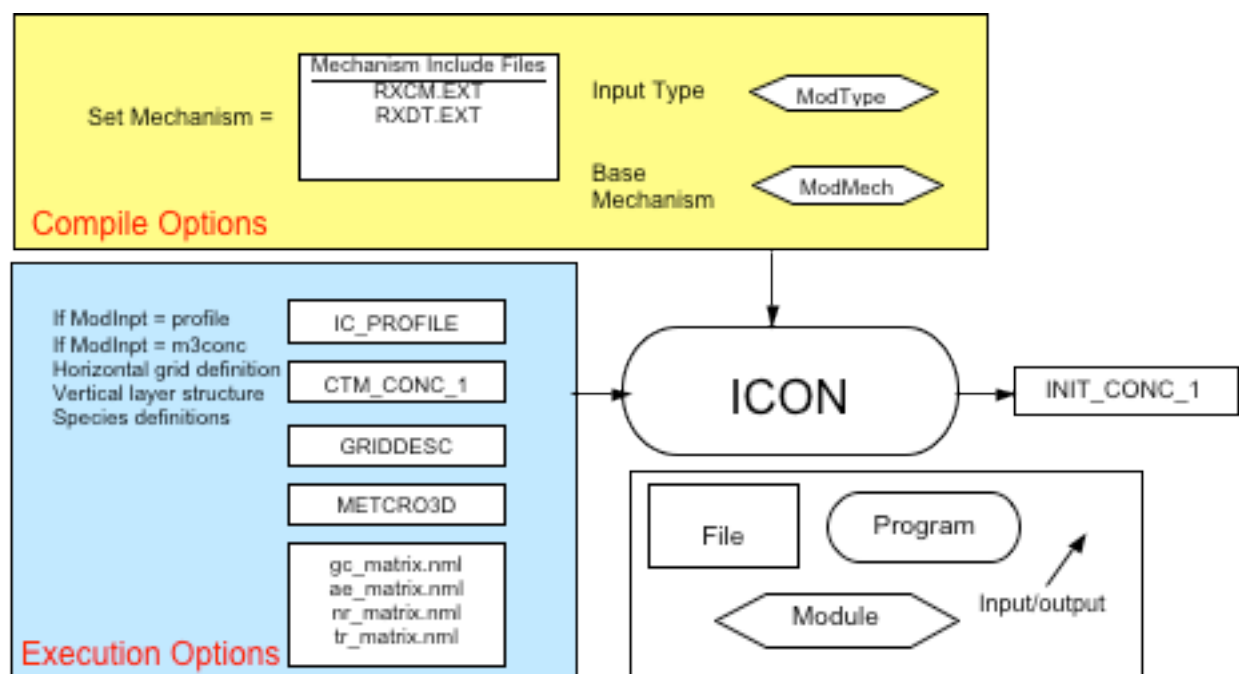 Mechanism Include Files
RXCM.EXT
RXDT.EXT
Set Mechanism =
Input Type
ModType
Base
Mechanism
ModMech
Compile Options
If ModInpt = profile
If ModInpt = m3conc
Horizontal grid definition
Vertical layer structure
Species definitions
IC_PROFILE
CTM_CONC_1
GRIDDESC
METCRO3D
gc_matrix.nml
ae_matrix.nml
nr_matrix.nml
tr_matrix.nml
Execution Options
ICON
INIT_CONC_1
File
Program
Module
Input/output